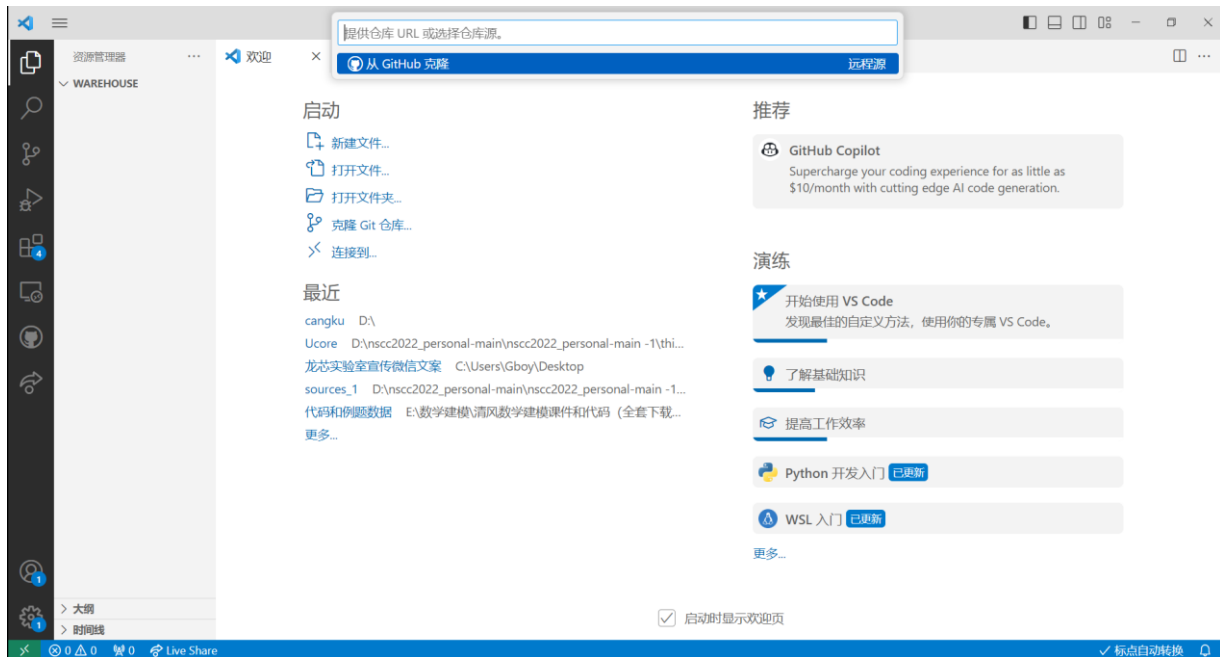 提供仓库 URL 或选择仓库源。
从 GitHub 克隆 远程源
资源管理器 ···
欢迎
WAREHOUSE
启动
新建文件...
打开文件...
打开文件夹...
克隆 Git 仓库...
连接到...
最近
cangku D:\
Ucore D:\nscc2022_personal-main\nscc2022_personal-main -1\thi...
龙芯实验室宣传微信文案 C:\Users\Gboy\Desktop
sources_1 D:\nscc2022_personal-main\nscc2022_personal-main -1...
代码和例题数据 E:\数学建模\清风数学建模课件和代码（全套下载...
更多...
推荐
GitHub Copilot
Supercharge your coding experience for as little as
$10/month with cutting edge AI code generation.
演练
开始使用 VS Code
发现最佳的自定义方法，使用你的专属 VS Code。
了解基础知识
提高工作效率
Python 开发入门 已更新
WSL 入门 已更新
更多...
启动时显示欢迎页
4
1
1
大纲
时间线
0 0 0 Live Share
标点自动转换